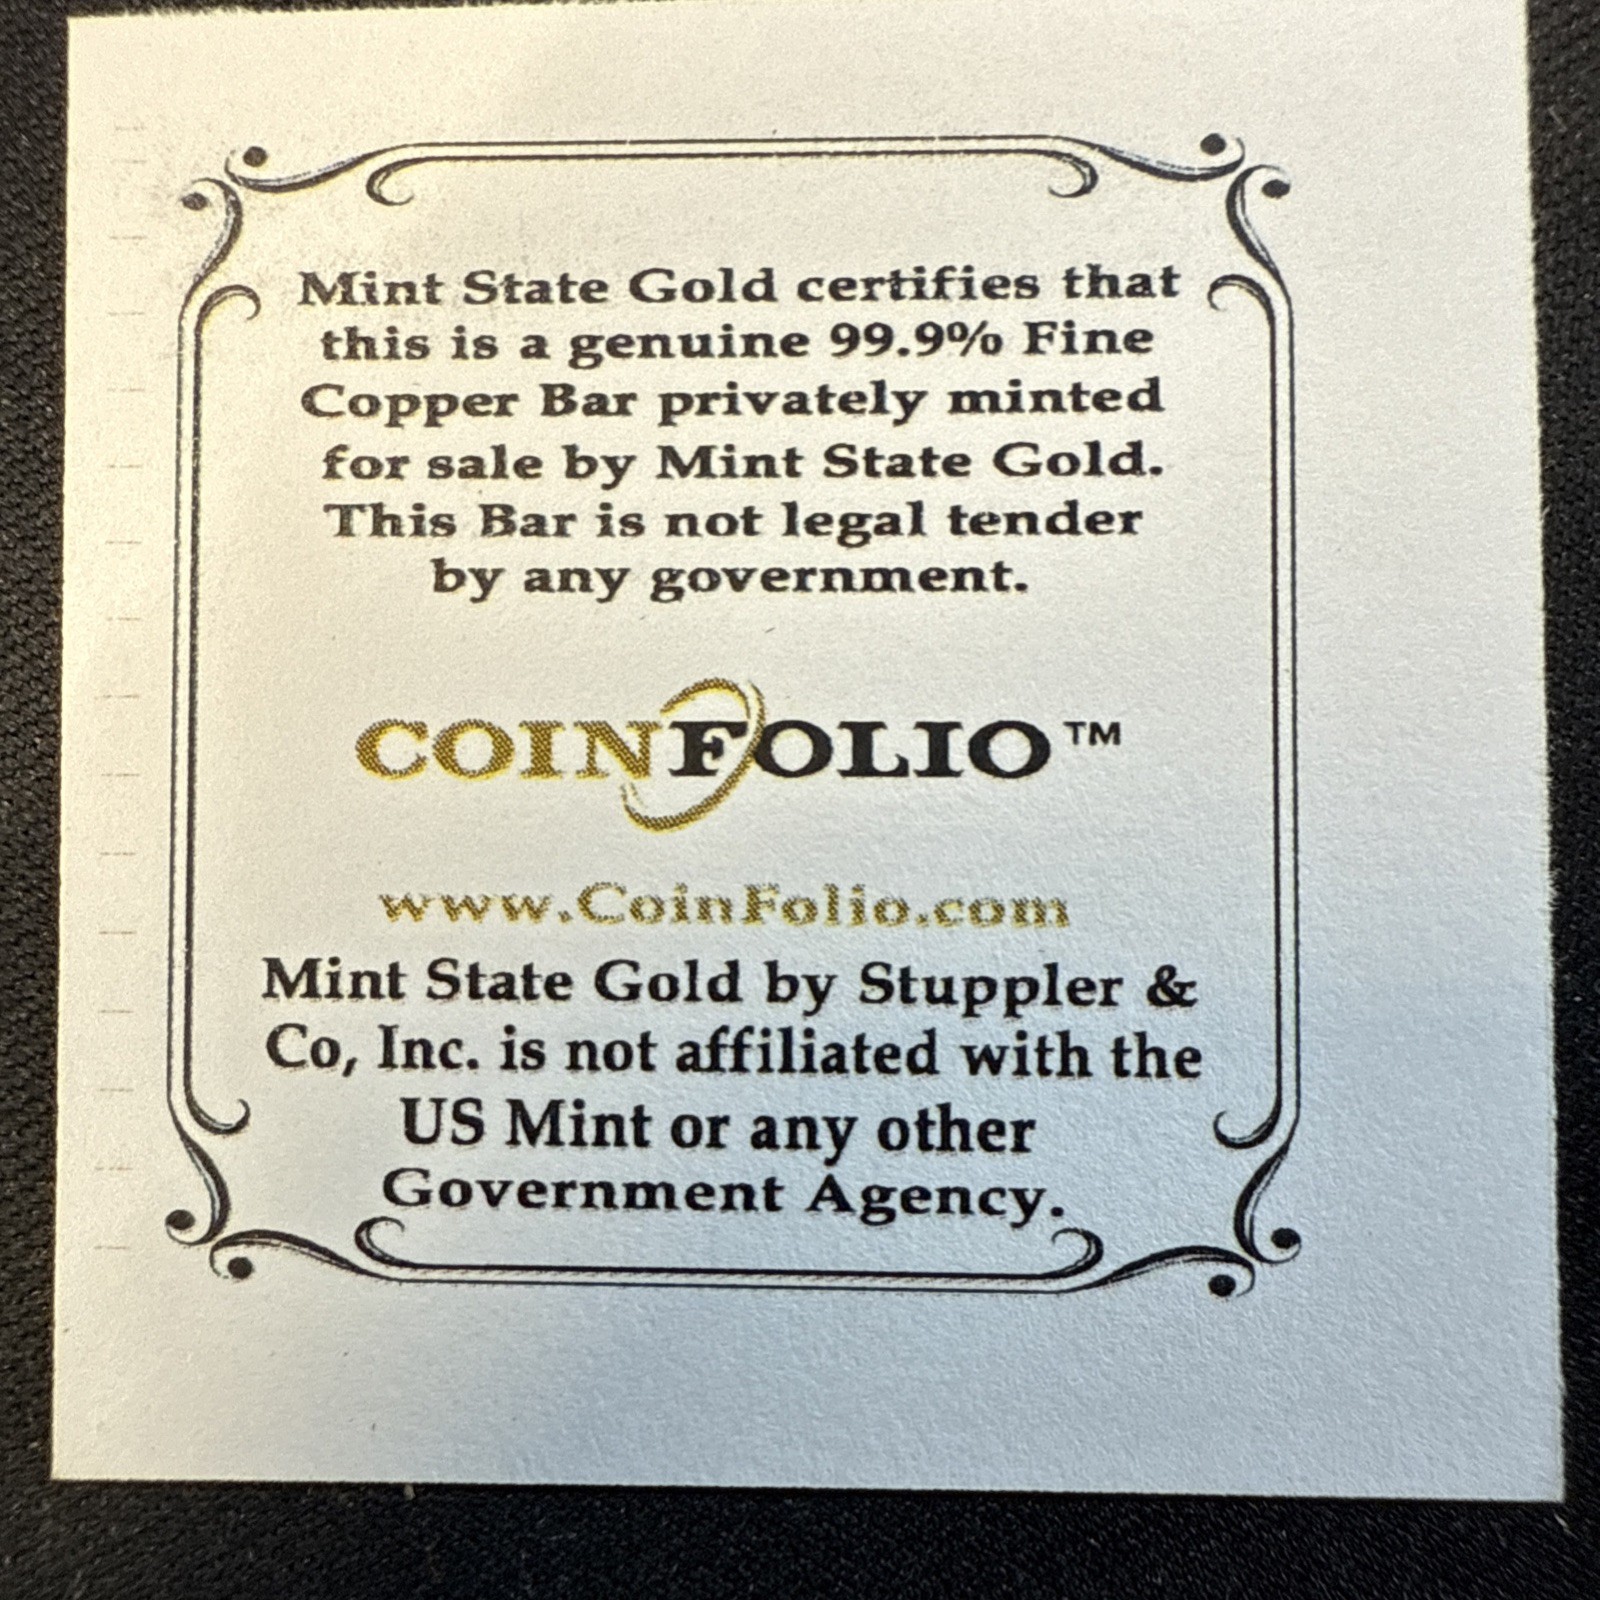 Mint State Gold certifies that
this is a genuine 99.9% Fine
Copper Bar privately minted
for sale by Mint State Gold.
This Bar is not legal tender
by any government.
COINFOLIO™
www.CoinFolio.com
Mint State Gold by Stuppler &
Co, Inc. is not affiliated with the
US Mint or any other
Government Agency.